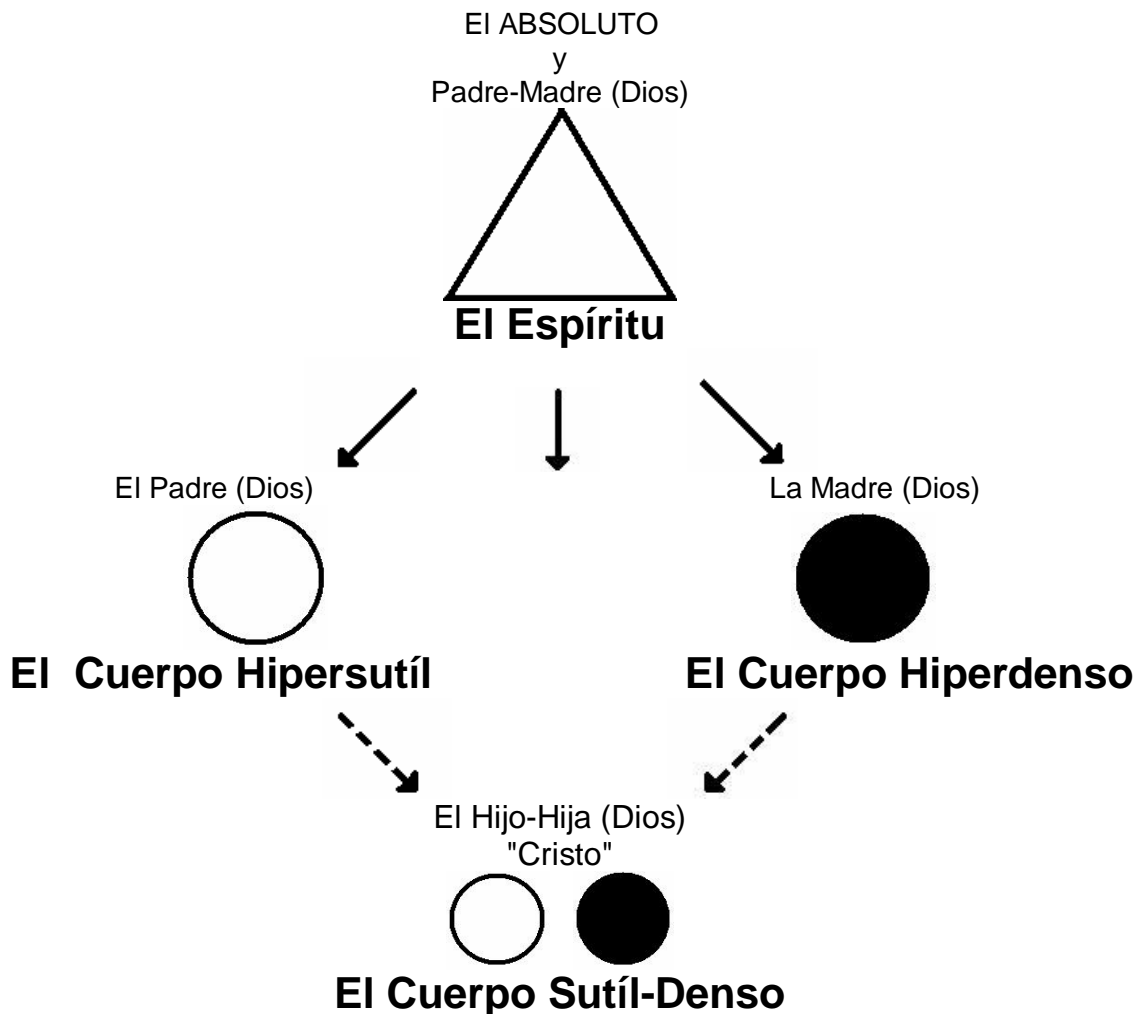 El ABSOLUTO
y
Padre-Madre (Dios)
El Espíritu
El Padre (Dios)
La Madre (Dios)
El Cuerpo Hipersutíl
El Cuerpo Hiperdenso
El Hijo-Hija (Dios)
"Cristo"
El Cuerpo Sutíl-Denso